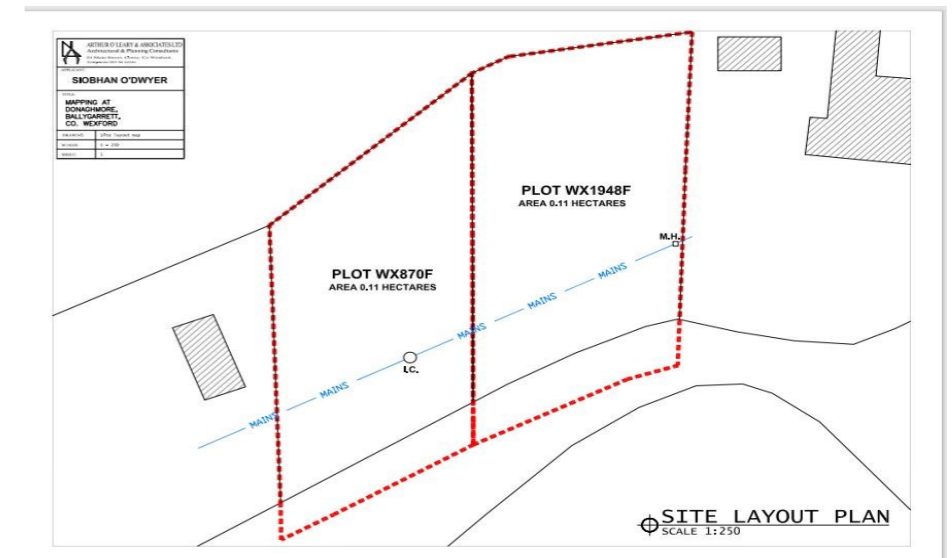 ARTHUR O'LEARY & ASSOCIATES LTD
Architectural & Planning Consultants
SIOBHAN O'DWYER
MAPPING AT
DONAGHMORE,
BALLYGARRETT,
CO. WEXFORD
PLOT WX1948F
AREA 0.11 HECTARES
M.H.
PLOT WX870F
AREA 0.11 HECTARES
MAINS
MAINS
MAINS
MAINS
MAINS
I.C.
SITE LAYOUT PLAN
SCALE 1:250